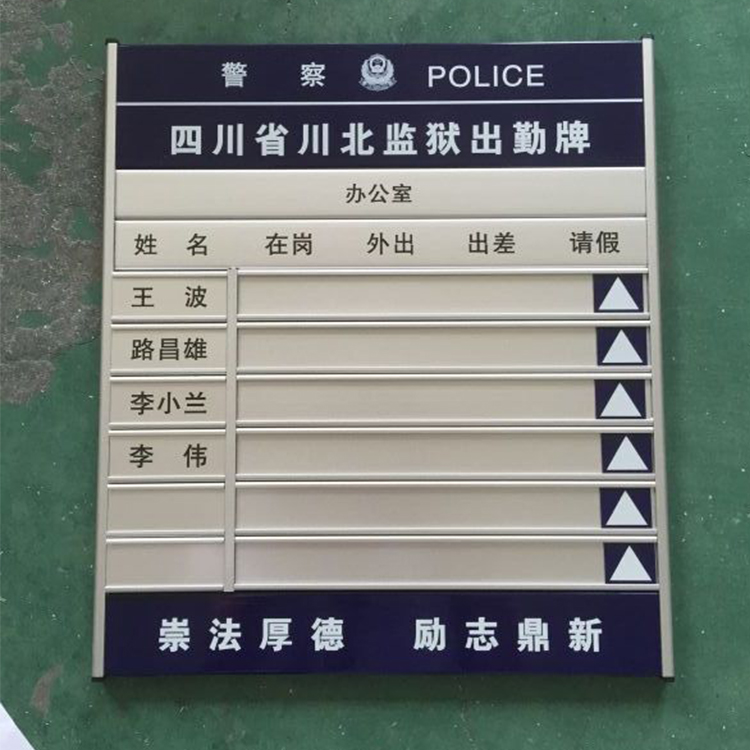 警 察 POLICE
四川省川北监狱出勤牌
办公室
姓 名 在岗 外出 出差 请假
王 波
路昌雄
李小兰
李 伟
崇法厚德 励志鼎新